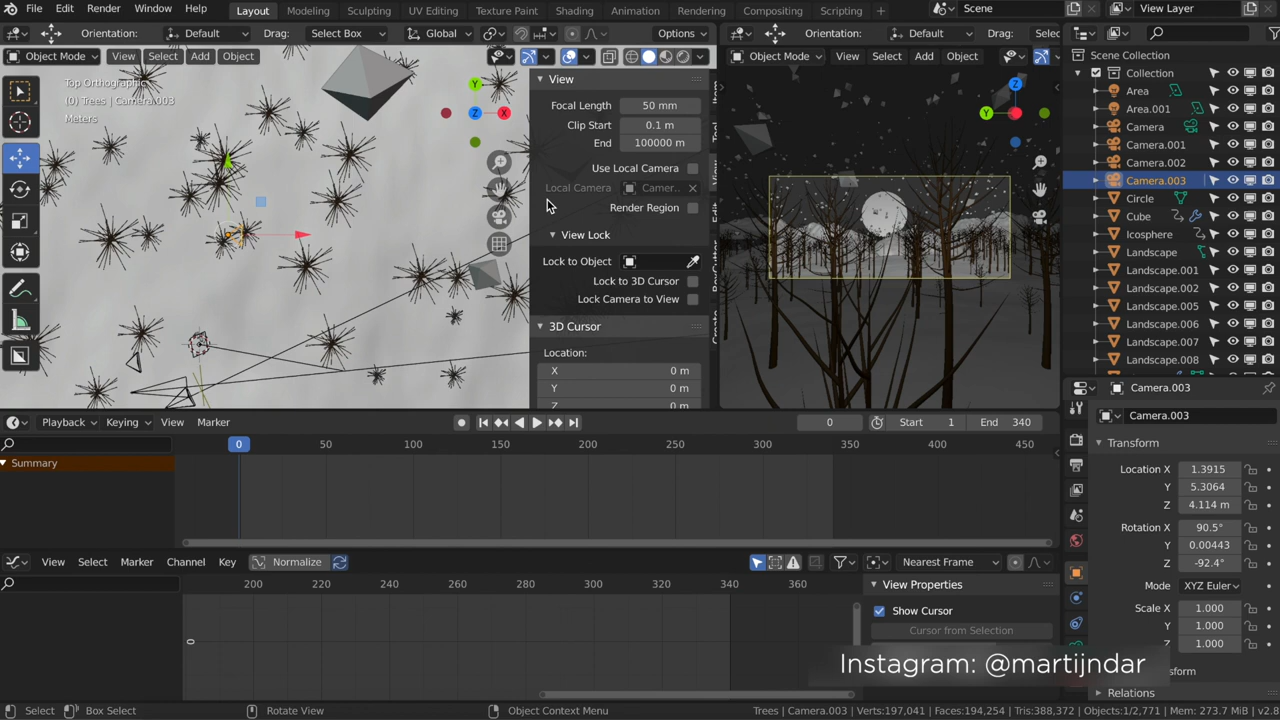 File Edit Render Window Help Layout Modeling Sculpting UV Editing Texture Paint Shading Animation Rendering Compositing Scripting + Scene View Layer
Orientation: Default Drag: Select Box Global Options Orientation: Default Drag:
Object Mode View Select Add Object Object Mode View Select Add Object
Scene Collection
Top Orthographic
(0) Trees | Camera.003
Meters
Y
Z
X
View
Focal Length 50 mm
Clip Start 0.1 m
End 100000 m
Use Local Camera
Local Camera Camer..
Render Region
View Lock
Lock to Object
Lock to 3D Cursor
Lock Camera to View
3D Cursor
Location:
X 0 m
Y 0 m
Z 0 m
Tool
View
BoxCutter
Create
Z
Y
Collection
Area
Area.001
Camera
Camera.001
Camera.002
Camera.003
Circle
Cube
Icosphere
Landscape
Landscape.001
Landscape.002
Landscape.005
Landscape.006
Landscape.007
Landscape.008
Camera.003
Camera.003
Transform
Location X 1.3915
Y 5.3064
Z 4.114 m
Rotation X 90.5°
Y 0.00443
Z -92.4°
Mode XYZ Euler
Scale X 1.000
Y 1.000
Z 1.000
Relations
Playback Keying View Marker 0 Start 1 End 340
0 50 100 150 200 250 300 350 400 450
Summary
View Select Marker Channel Key Normalize Nearest Frame
200 220 240 260 280 300 320 340 360
0
View Properties
Show Cursor
Cursor from Selection
Instagram: @martijndar
Select Box Select Rotate View Object Context Menu Trees | Camera.003 Verts:197,041 | Faces:194,254 | Tris:388,372 | Objects:1/2,771 | Mem: 273.7 MiB | v2.8